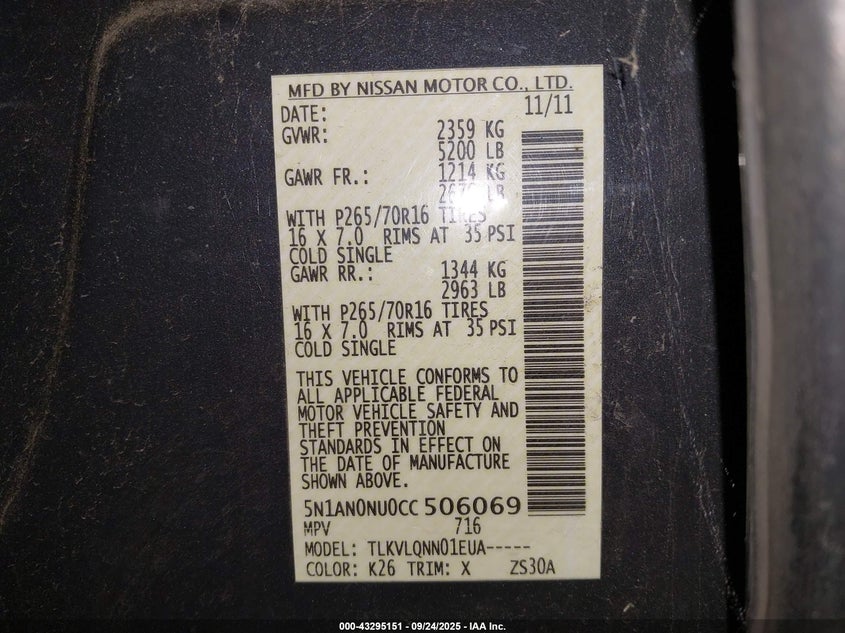 MFD BY NISSAN MOTOR CO., LTD.
DATE: 11/11
GVWR: 2359 KG
5200 LB
GAWR FR.: 1214 KG
LB
WITH P265/70R16 TIRES
16 X 7.0 RIMS AT 35 PSI
COLD SINGLE
GAWR RR.: 1344 KG
2963 LB
WITH P265/70R16 TIRES
16 X 7.0 RIMS AT 35 PSI
COLD SINGLE
THIS VEHICLE CONFORMS TO
ALL APPLICABLE FEDERAL
MOTOR VEHICLE SAFETY AND
THEFT PREVENTION
STANDARDS IN EFFECT ON
THE DATE OF MANUFACTURE
SHOWN ABOVE.
5N1AN0NU0CC506069
MPV 716
MODEL: TLKVLQNN01EUA-----
COLOR: K26 TRIM: X ZS30A
000-43295151 - 09/24/2025 - IAA Inc.